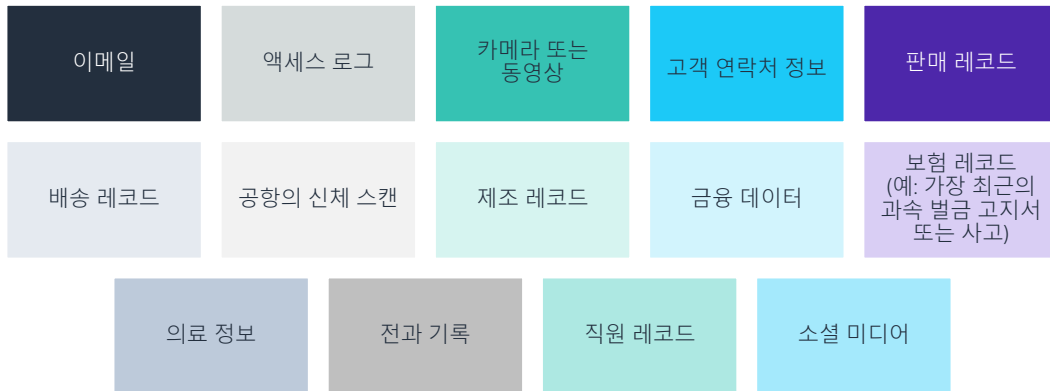 이메일
액세스 로그
카메라 또는
동영상
고객 연락처 정보
판매 레코드
배송 레코드
공항의 신체 스캔
제조 레코드
금융 데이터
보험 레코드
(예: 가장 최근의
과속 벌금 고지서
또는 사고)
의료 정보
전과 기록
직원 레코드
소셜 미디어